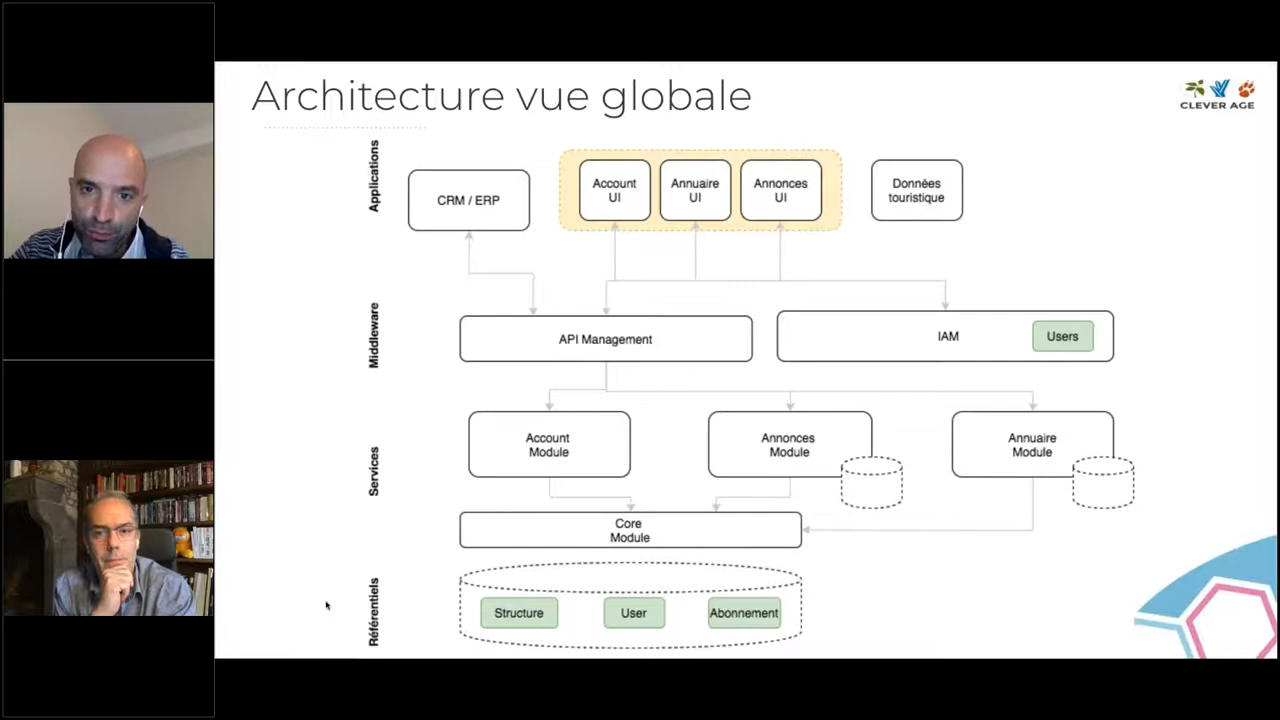 Architecture vue globale
CLEVER AGE
Applications
CRM / ERP
Account
UI
Annuaire
UI
Annonces
UI
Données
touristique
Middleware
API Management
IAM
Users
Services
Account
Module
Annonces
Module
Annuaire
Module
Core
Module
Référentiels
Structure
User
Abonnement